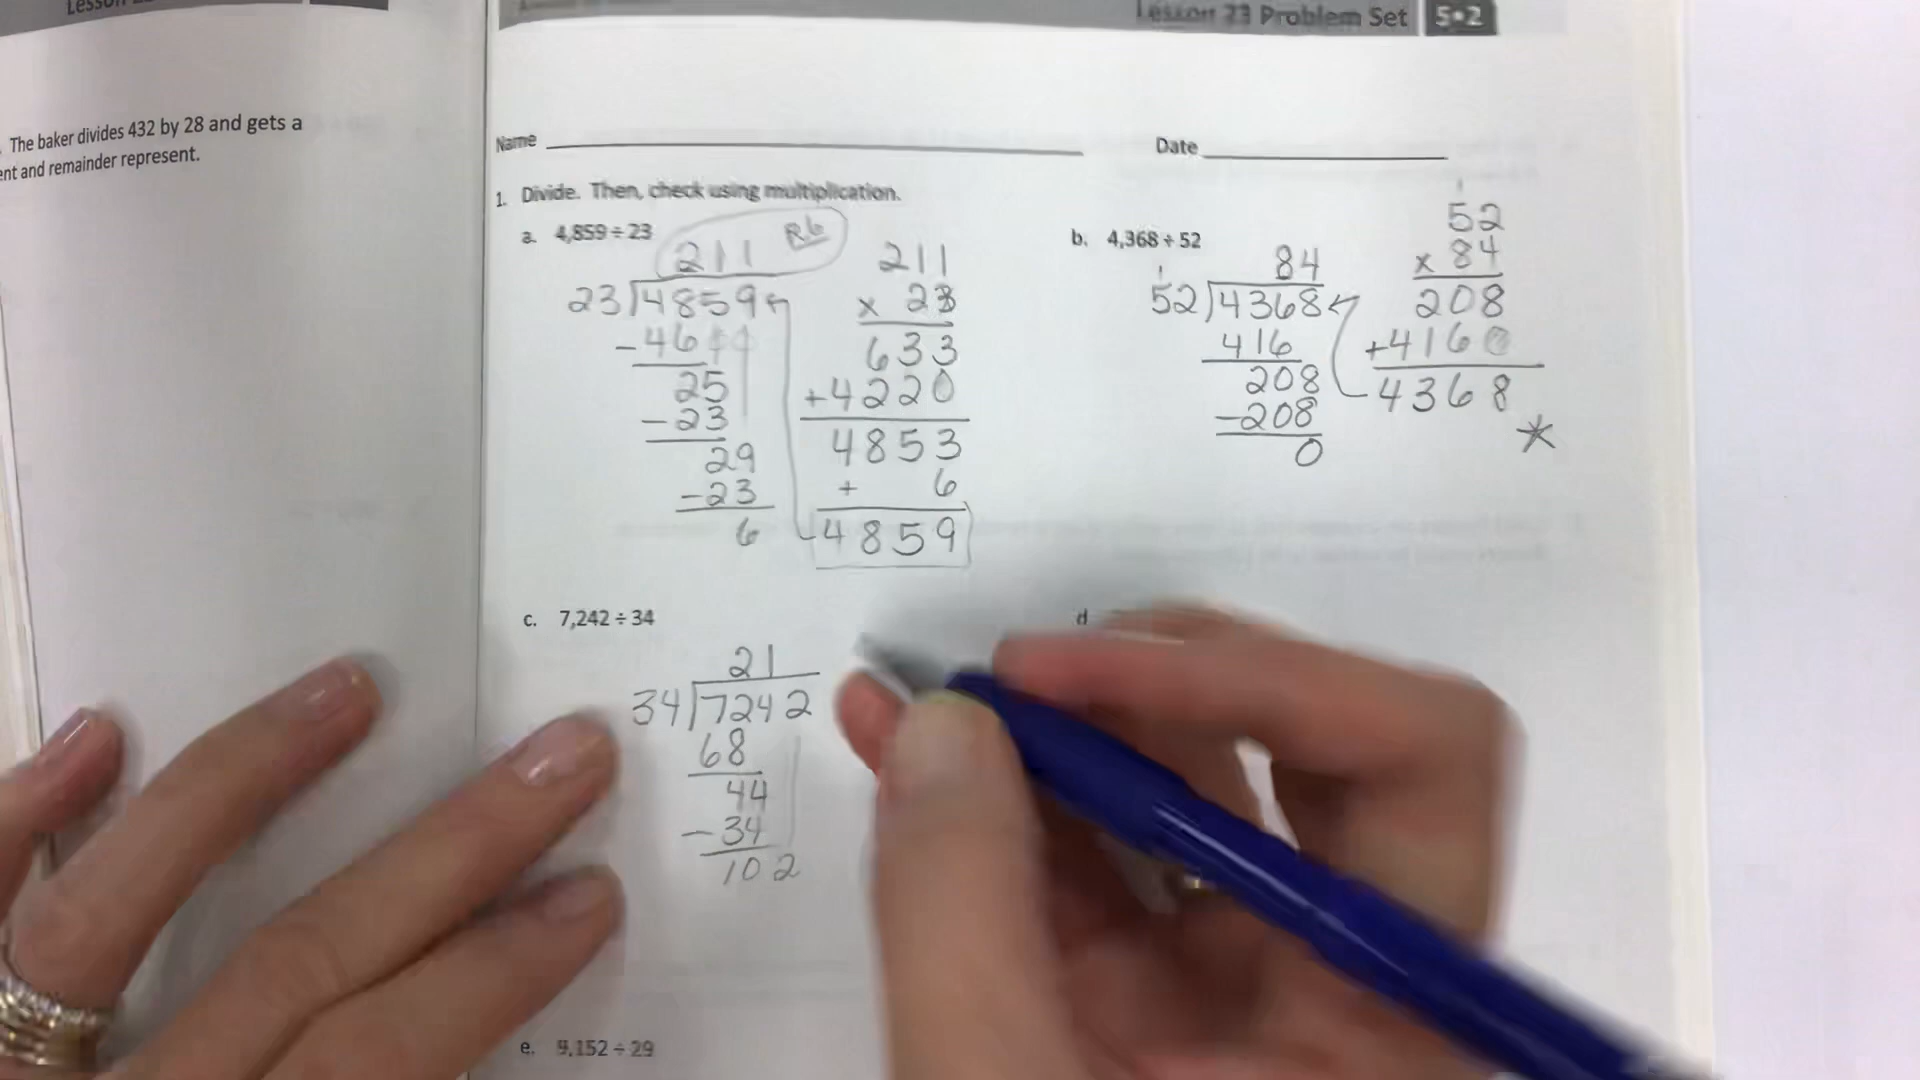 Lesson
The baker divides 432 by 28 and gets a
ent and remainder represent.
Lesson 23 Problem Set 5•2
Name
Date
1. Divide. Then, check using multiplication.
a. 4,859 ÷ 23
211 R6
23)4859
-46
25
-23
29
-23
6
211
x 23
633
+4220
4853
+ 6
4859
b. 4,368 ÷ 52
84
1
52)4368
416
208
-208
0
1
52
x 84
208
+4160
4368
*
c. 7,242 ÷ 34
21
34)7242
68
44
-34
102
d
e. 9,152 ÷ 29